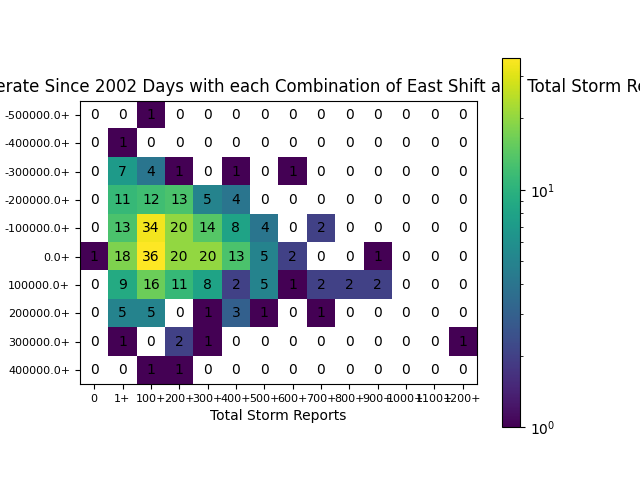 erate Since 2002 Days with each Combination of East Shift a Total Storm Re
-500000.0+ 0 0 1 0 0 0 0 0 0 0 0 0 0 0
-400000.0+ 0 1 0 0 0 0 0 0 0 0 0 0 0 0
-300000.0+ 0 7 4 1 0 1 0 1 0 0 0 0 0 0
-200000.0+ 0 11 12 13 5 4 0 0 0 0 0 0 0 0
-100000.0+ 0 13 34 20 14 8 4 0 2 0 0 0 0 0
0.0+ 1 18 36 20 20 13 5 2 0 0 1 0 0 0
100000.0+ 0 9 16 11 8 2 5 1 2 2 2 0 0 0
200000.0+ 0 5 5 0 1 3 1 0 1 0 0 0 0 0
300000.0+ 0 1 0 2 1 0 0 0 0 0 0 0 0 1
400000.0+ 0 0 1 1 0 0 0 0 0 0 0 0 0 0
0 1+ 100+ 200+ 300+ 400+ 500+ 600+ 700+ 800+ 900+ 1000+ 1100+ 1200+
Total Storm Reports
10¹
10⁰